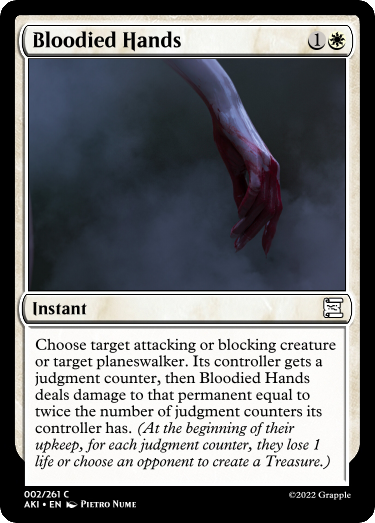 Bloodied Hands 1
Instant
Choose target attacking or blocking creature
or target planeswalker. Its controller gets a
judgment counter, then Bloodied Hands
deals damage to that permanent equal to
twice the number of judgment counters its
controller has. (At the beginning of their
upkeep, for each judgment counter, they lose 1
life or choose an opponent to create a Treasure.)
002/261 C
AKI • EN Pietro Nume
©2022 Grapple